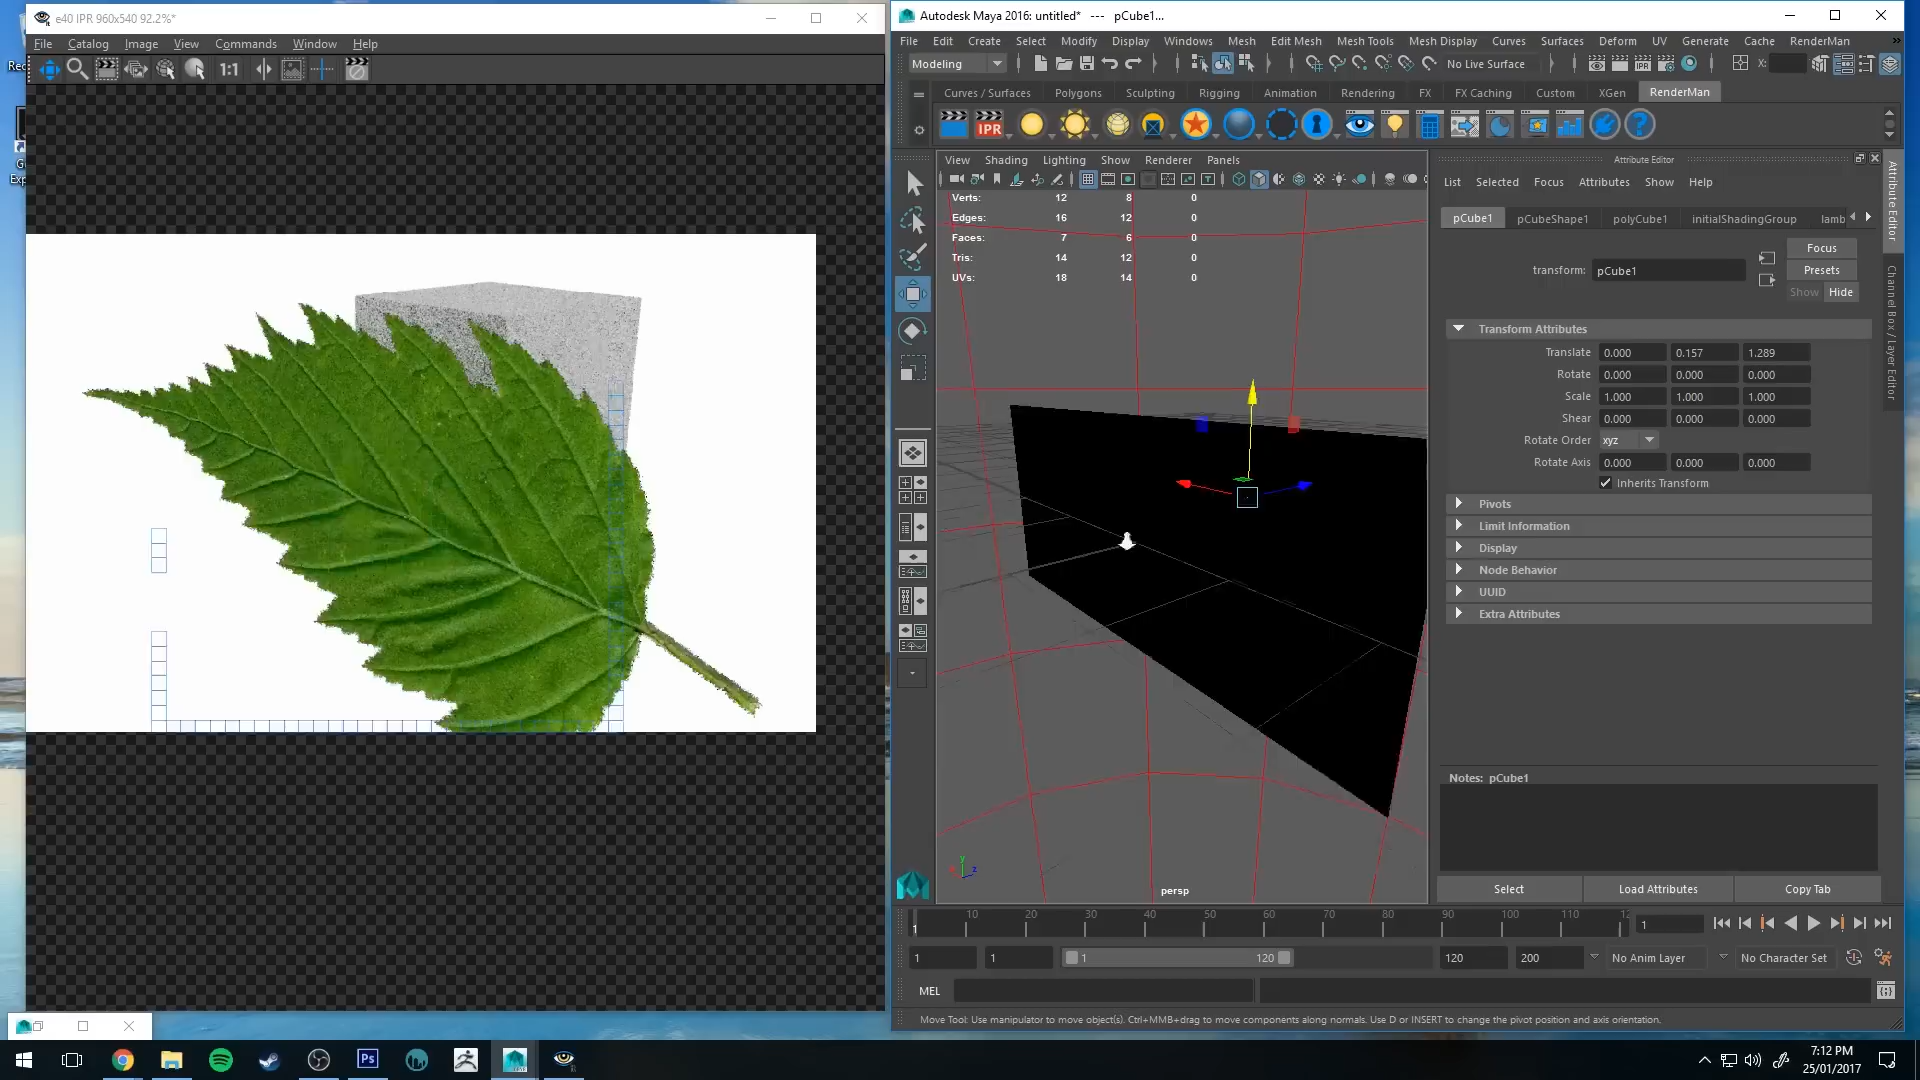 e40 IPR 960x540 92.2%*
File Catalog Image View Commands Window Help
1:1
Autodesk Maya 2016: untitled* --- pCube1...
File Edit Create Select Modify Display Windows Mesh Edit Mesh Mesh Tools Mesh Display Curves Surfaces Deform UV Generate Cache RenderMan
Modeling No Live Surface X:
Curves / Surfaces Polygons Sculpting Rigging Animation Rendering FX FX Caching Custom XGen RenderMan
IPR
View Shading Lighting Show Renderer Panels
Verts: 12 8 0
Edges: 16 12 0
Faces: 7 6 0
Tris: 14 12 0
UVs: 18 14 0
persp
Attribute Editor
List Selected Focus Attributes Show Help
pCube1 pCubeShape1 polyCube1 initialShadingGroup lamb
transform: pCube1
Focus
Presets
Show Hide
Transform Attributes
Translate 0.000 0.157 1.289
Rotate 0.000 0.000 0.000
Scale 1.000 1.000 1.000
Shear 0.000 0.000 0.000
Rotate Order xyz
Rotate Axis 0.000 0.000 0.000
Inherits Transform
Pivots
Limit Information
Display
Node Behavior
UUID
Extra Attributes
Notes: pCube1
Select Load Attributes Copy Tab
Attribute Editor
Channel Box / Layer Editor
1 10 20 30 40 50 60 70 80 90 100 110 12 1
1 1 1 120 120 200 No Anim Layer No Character Set
MEL
Move Tool: Use manipulator to move object(s). Ctrl+MMB+drag to move components along normals. Use D or INSERT to change the pivot position and axis orientation.
Ps
7:12 PM
25/01/2017